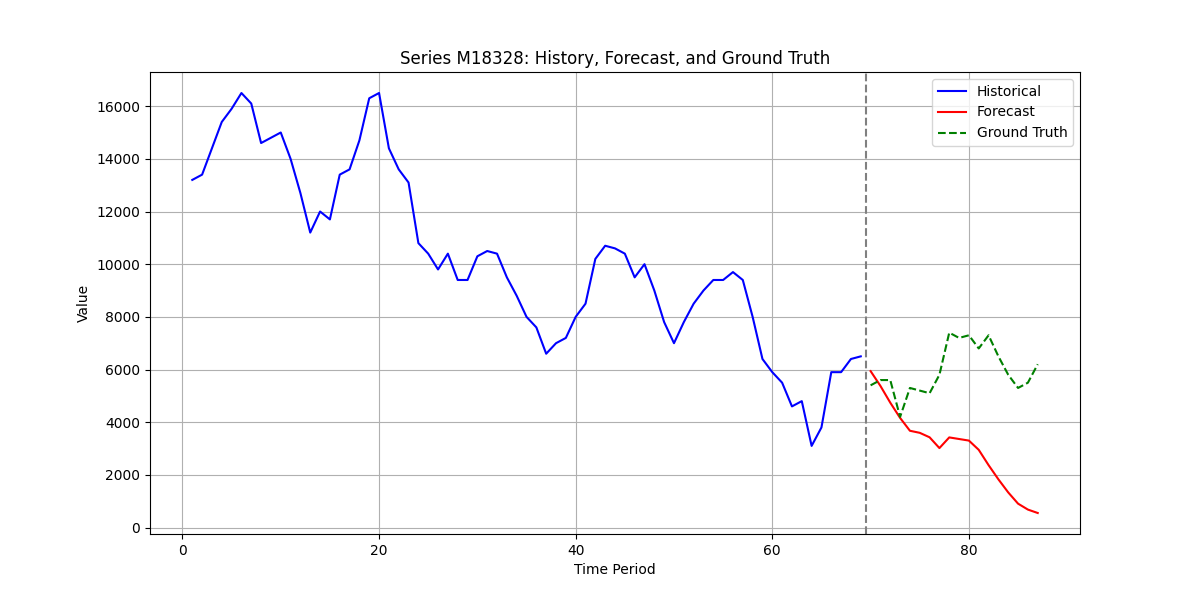 Series M18328: History, Forecast, and Ground Truth
Historical
Forecast
Ground Truth
Value
16000
14000
12000
10000
8000
6000
4000
2000
0
0
20
40
60
80
Time Period